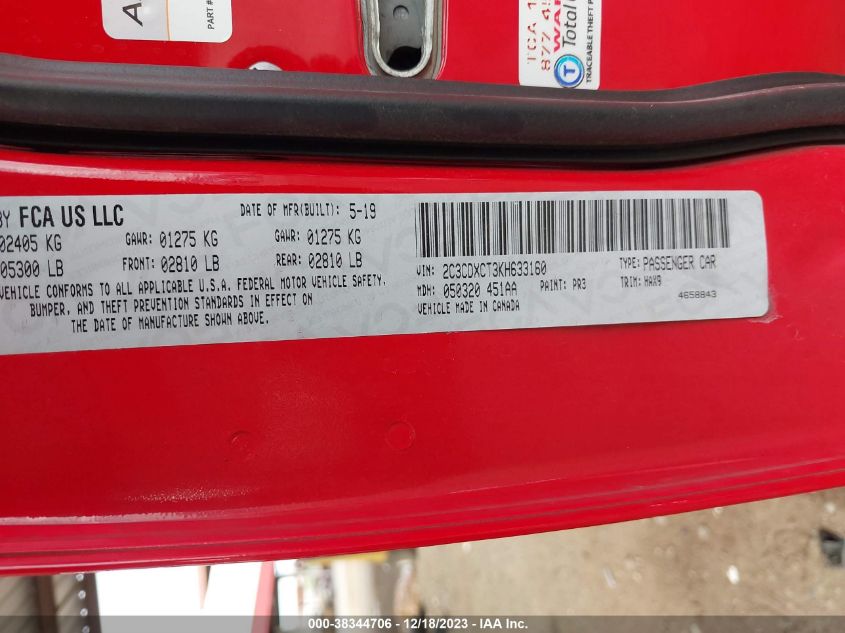 A
PART #
TCA 1
877 45
WAR
Total
TRACEABLE THEFT P
BY FCA US LLC
DATE OF MFR(BUILT): 5-19
02405 KG GAWR: 01275 KG GAWR: 01275 KG
05300 LB FRONT: 02810 LB REAR: 02810 LB
VEHICLE CONFORMS TO ALL APPLICABLE U.S.A. FEDERAL MOTOR VEHICLE SAFETY,
BUMPER, AND THEFT PREVENTION STANDARDS IN EFFECT ON
THE DATE OF MANUFACTURE SHOWN ABOVE.
VIN: 2C3CDXCT3KH633160 TYPE: PASSENGER CAR
MDH: 050320 451AA PAINT: PR3 TRIM: HAX9
VEHICLE MADE IN CANADA 4658843
000-38344706 - 12/18/2023 - IAA Inc.